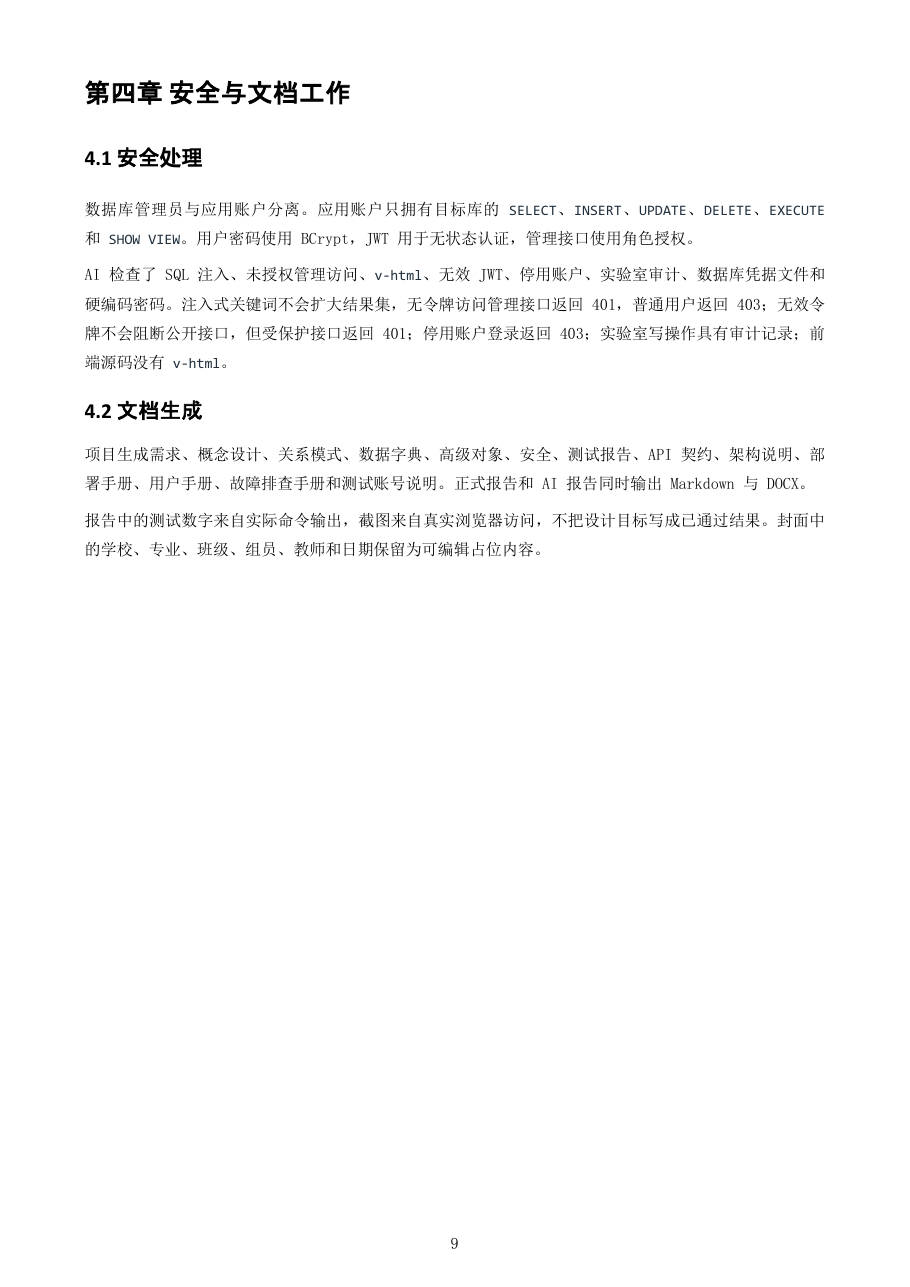 第四章 安全与文档工作
4.1 安全处理
数据库管理员与应用账户分离。应用账户只拥有目标库的 SELECT、INSERT、UPDATE、DELETE、EXECUTE
和 SHOW VIEW。用户密码使用 BCrypt，JWT 用于无状态认证，管理接口使用角色授权。
AI 检查了 SQL 注入、未授权管理访问、v-html、无效 JWT、停用账户、实验室审计、数据库凭据文件和
硬编码密码。注入式关键词不会扩大结果集，无令牌访问管理接口返回 401，普通用户返回 403；无效令
牌不会阻断公开接口，但受保护接口返回 401；停用账户登录返回 403；实验室写操作具有审计记录；前
端源码没有 v-html。
4.2 文档生成
项目生成需求、概念设计、关系模式、数据字典、高级对象、安全、测试报告、API 契约、架构说明、部
署手册、用户手册、故障排查手册和测试账号说明。正式报告和 AI 报告同时输出 Markdown 与 DOCX。
报告中的测试数字来自实际命令输出，截图来自真实浏览器访问，不把设计目标写成已通过结果。封面中
的学校、专业、班级、组员、教师和日期保留为可编辑占位内容。
9